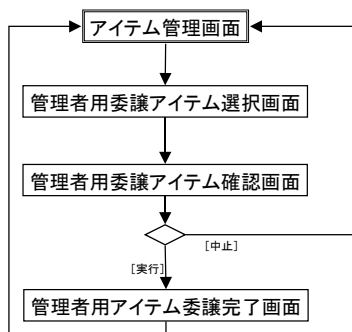 アイテム管理画面
管理者用委譲アイテム選択画面
管理者用委譲アイテム確認画面
[中止]
[実行]
管理者用アイテム委譲完了画面